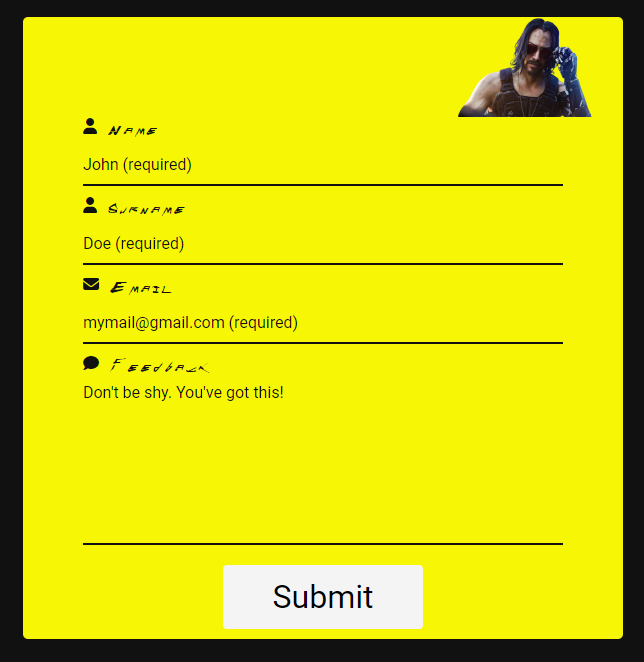 Name
John (required)
Surname
Doe (required)
Email
mymail@gmail.com (required)
Feedback
Don't be shy. You've got this!
Submit